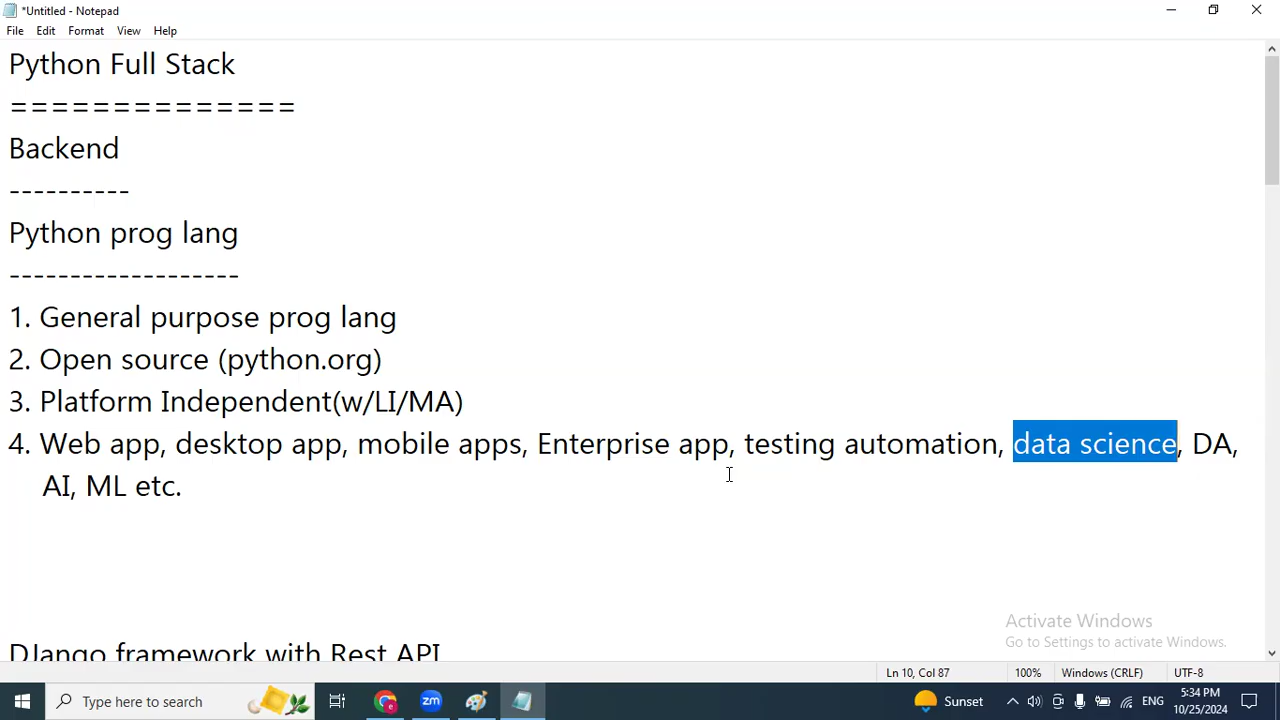 *Untitled - Notepad
File Edit Format View Help
Python Full Stack
==============
Backend
----------
Python prog lang
-------------------
1. General purpose prog lang
2. Open source (python.org)
3. Platform Independent(w/LI/MA)
4. Web app, desktop app, mobile apps, Enterprise app, testing automation, data science, DA,
AI, ML etc.
DJango framework with Rest API
Activate Windows
Go to Settings to activate Windows.
Ln 10, Col 87 100% Windows (CRLF) UTF-8
Type here to search zm Sunset ENG 5:34 PM
10/25/2024